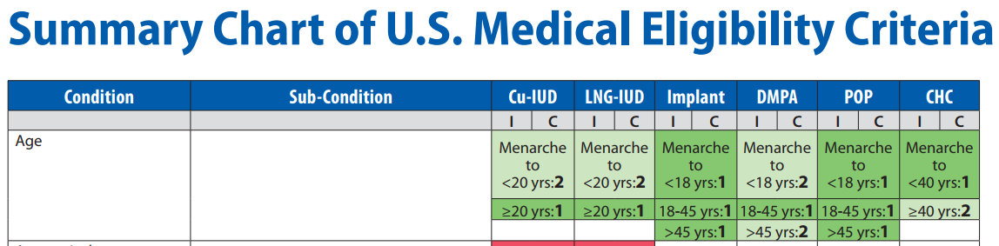 Summary Chart of U.S. Medical Eligibility Criteria
Condition Sub-Condition Cu-IUD LNG-IUD Implant DMPA POP CHC
I C I C I C I C I C I C
Age Menarche Menarche Menarche Menarche Menarche Menarche
to to to to to to
<20 yrs:2 <20 yrs:2 <18 yrs:1 <18 yrs:2 <18 yrs:1 <40 yrs:1
≥20 yrs:1 ≥20 yrs:1 18-45 yrs:1 18-45 yrs:1 18-45 yrs:1 ≥40 yrs:2
>45 yrs:1 >45 yrs:2 >45 yrs:1